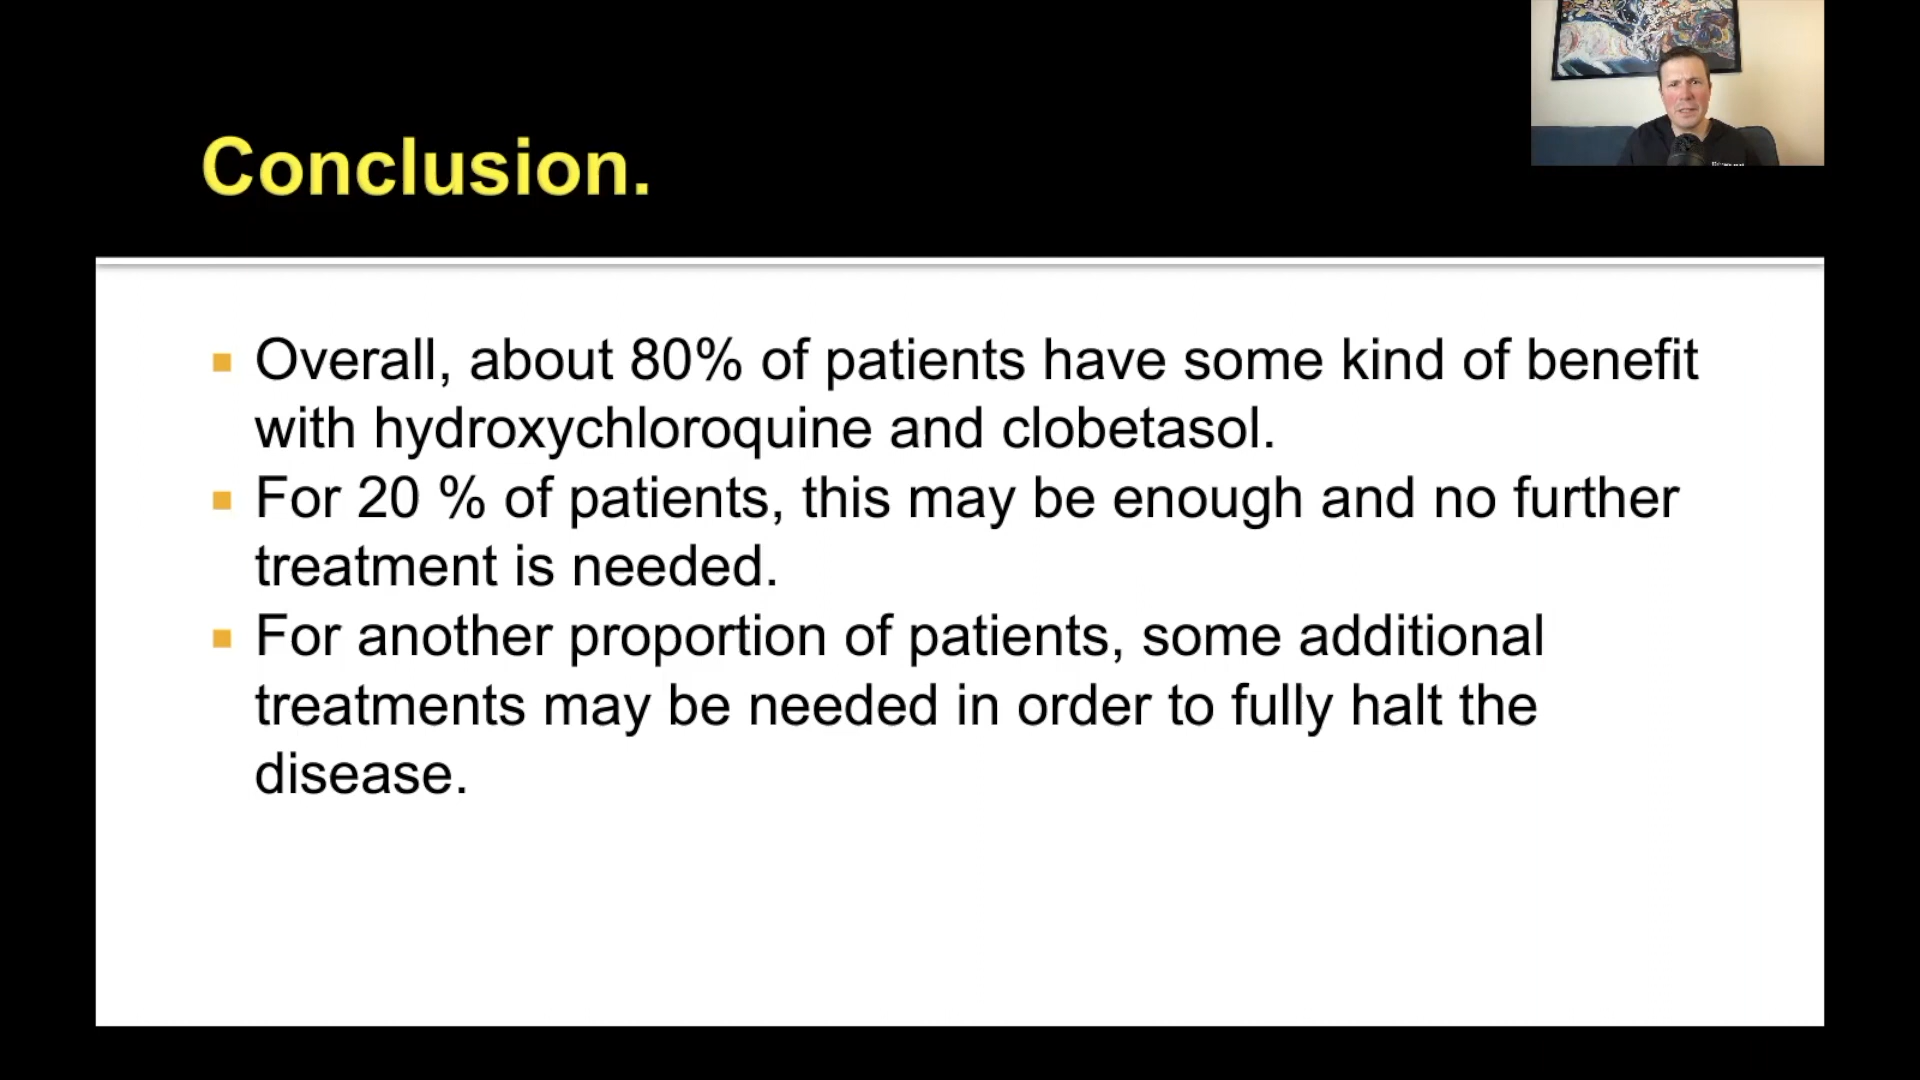 Conclusion.
Overall, about 80% of patients have some kind of benefit
with hydroxychloroquine and clobetasol.
For 20 % of patients, this may be enough and no further
treatment is needed.
For another proportion of patients, some additional
treatments may be needed in order to fully halt the
disease.